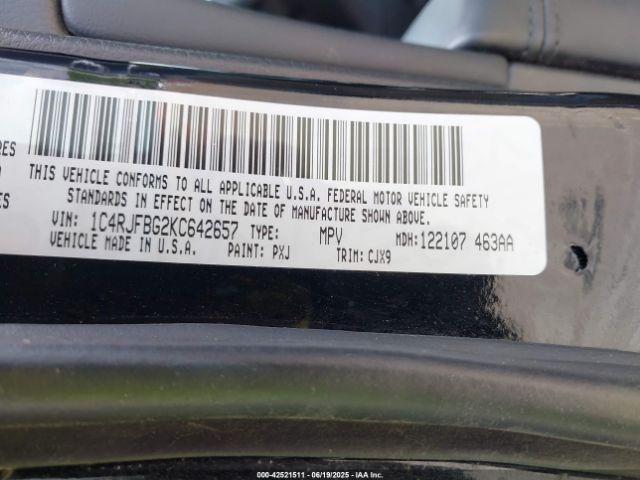 RES
THIS VEHICLE CONFORMS TO ALL APPLICABLE U.S.A. FEDERAL MOTOR VEHICLE SAFETY
STANDARDS IN EFFECT ON THE DATE OF MANUFACTURE SHOWN ABOVE.
ES
VIN: 1C4RJFBG2KC642657 TYPE: MPV MDH:122107 463AA
VEHICLE MADE IN U.S.A. PAINT: PXJ TRIM: CJX9
000-42521511 - 06/19/2025 - IAA Inc.